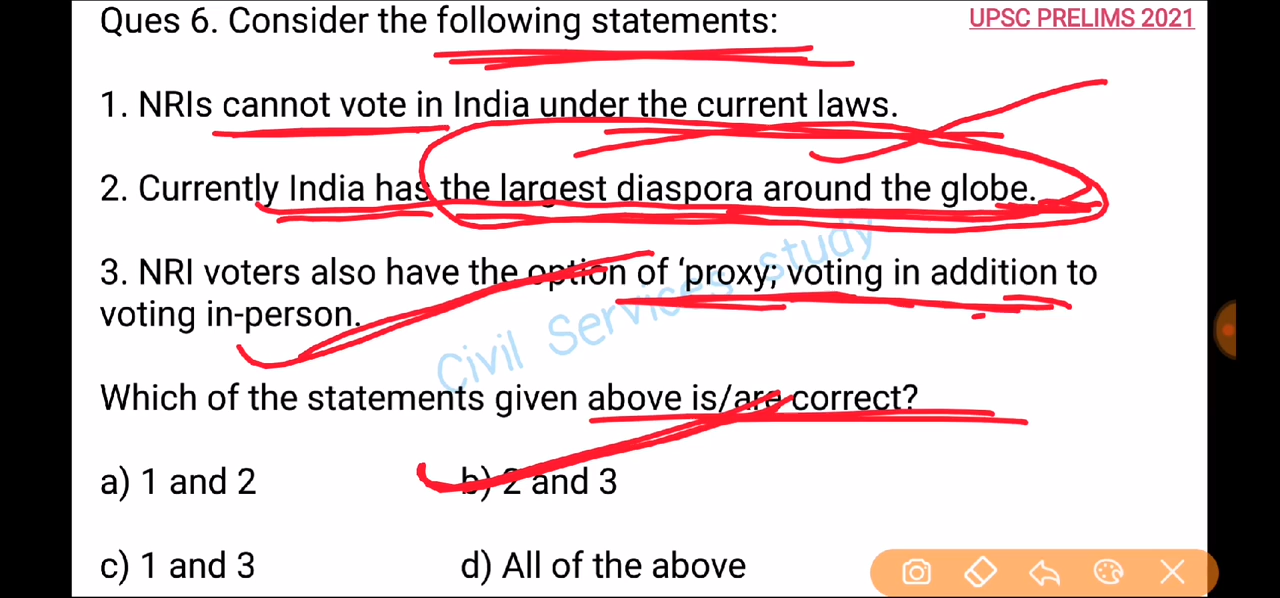 Ques 6. Consider the following statements:
UPSC PRELIMS 2021
1. NRIs cannot vote in India under the current laws.
2. Currently India has the largest diaspora around the globe.
3. NRI voters also have the option of ‘proxy; voting in addition to
voting in-person.
Civil Services study
Which of the statements given above is/are correct?
a) 1 and 2
b) 2 and 3
c) 1 and 3
d) All of the above